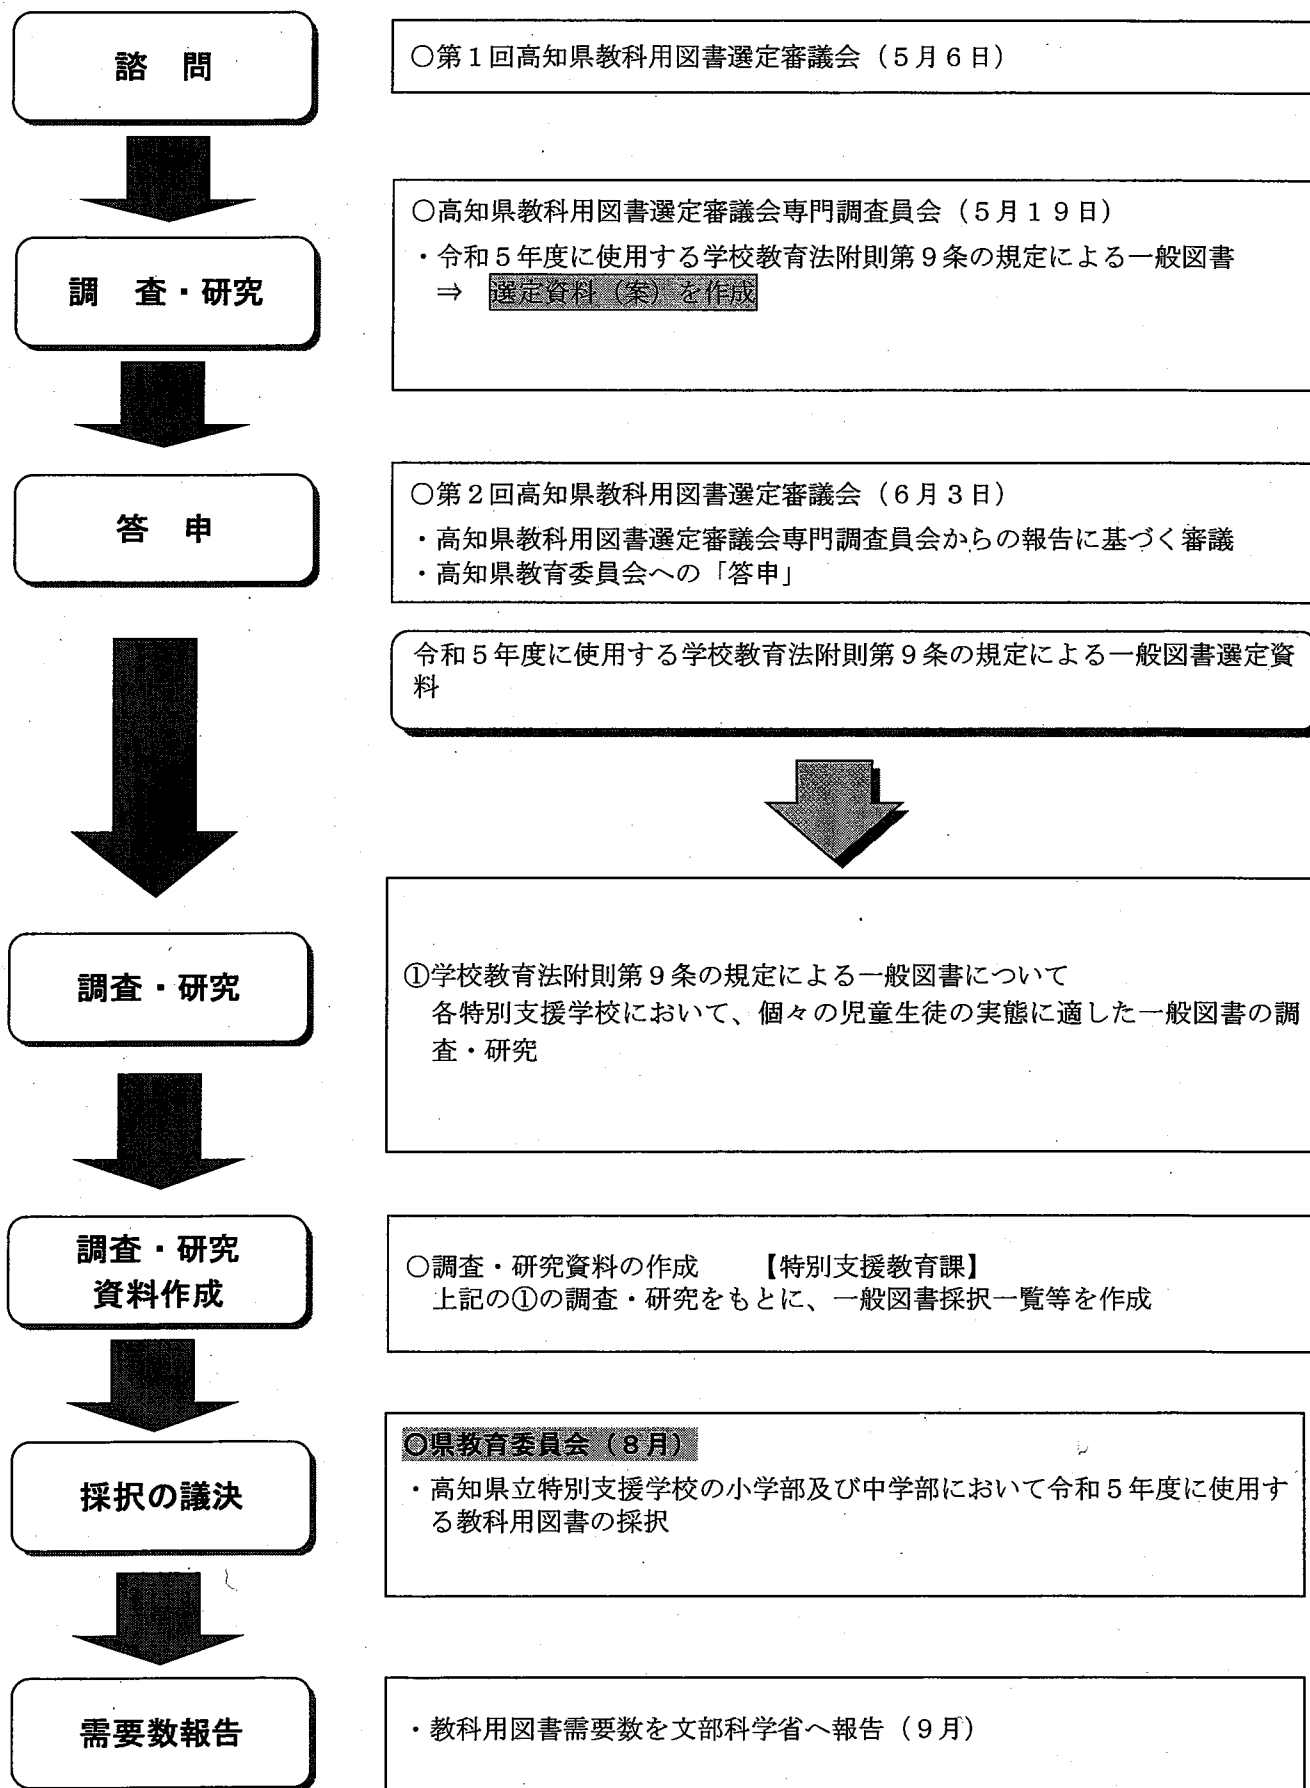 諮　問
○第１回高知県教科用図書選定審議会（５月６日）
調　査・研究
○高知県教科用図書選定審議会専門調査員会（５月１９日）
・令和５年度に使用する学校教育法附則第９条の規定による一般図書
⇒　選定資料（案）を作成
答　申
○第２回高知県教科用図書選定審議会（６月３日）
・高知県教科用図書選定審議会専門調査員会からの報告に基づく審議
・高知県教育委員会への「答申」
令和５年度に使用する学校教育法附則第９条の規定による一般図書選定資
料
調査・研究
①学校教育法附則第９条の規定による一般図書について
各特別支援学校において、個々の児童生徒の実態に適した一般図書の調
査・研究
調査・研究
資料作成
○調査・研究資料の作成　　【特別支援教育課】
上記の①の調査・研究をもとに、一般図書採択一覧等を作成
採択の議決
○県教育委員会（８月）
・高知県立特別支援学校の小学部及び中学部において令和５年度に使用す
る教科用図書の採択
需要数報告
・教科用図書需要数を文部科学省へ報告（９月）